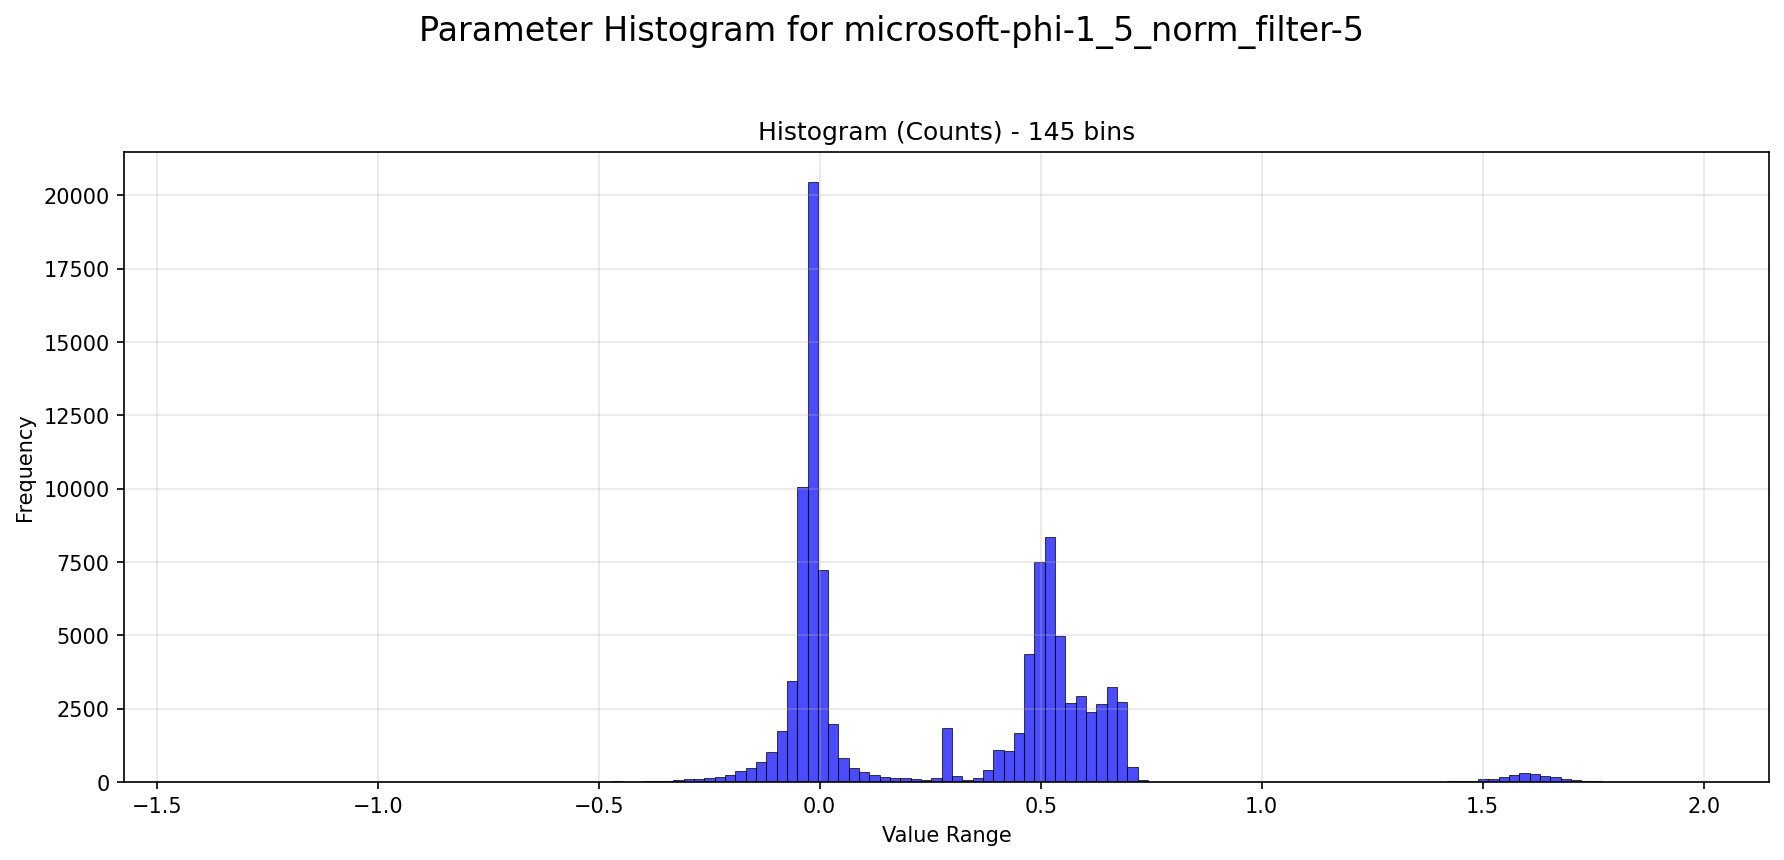 Parameter Histogram for microsoft-phi-1_5_norm_filter-5
Histogram (Counts) - 145 bins
Frequency
20000
17500
15000
12500
10000
7500
5000
2500
0
−1.5 −1.0 −0.5 0.0 0.5 1.0 1.5 2.0
Value Range